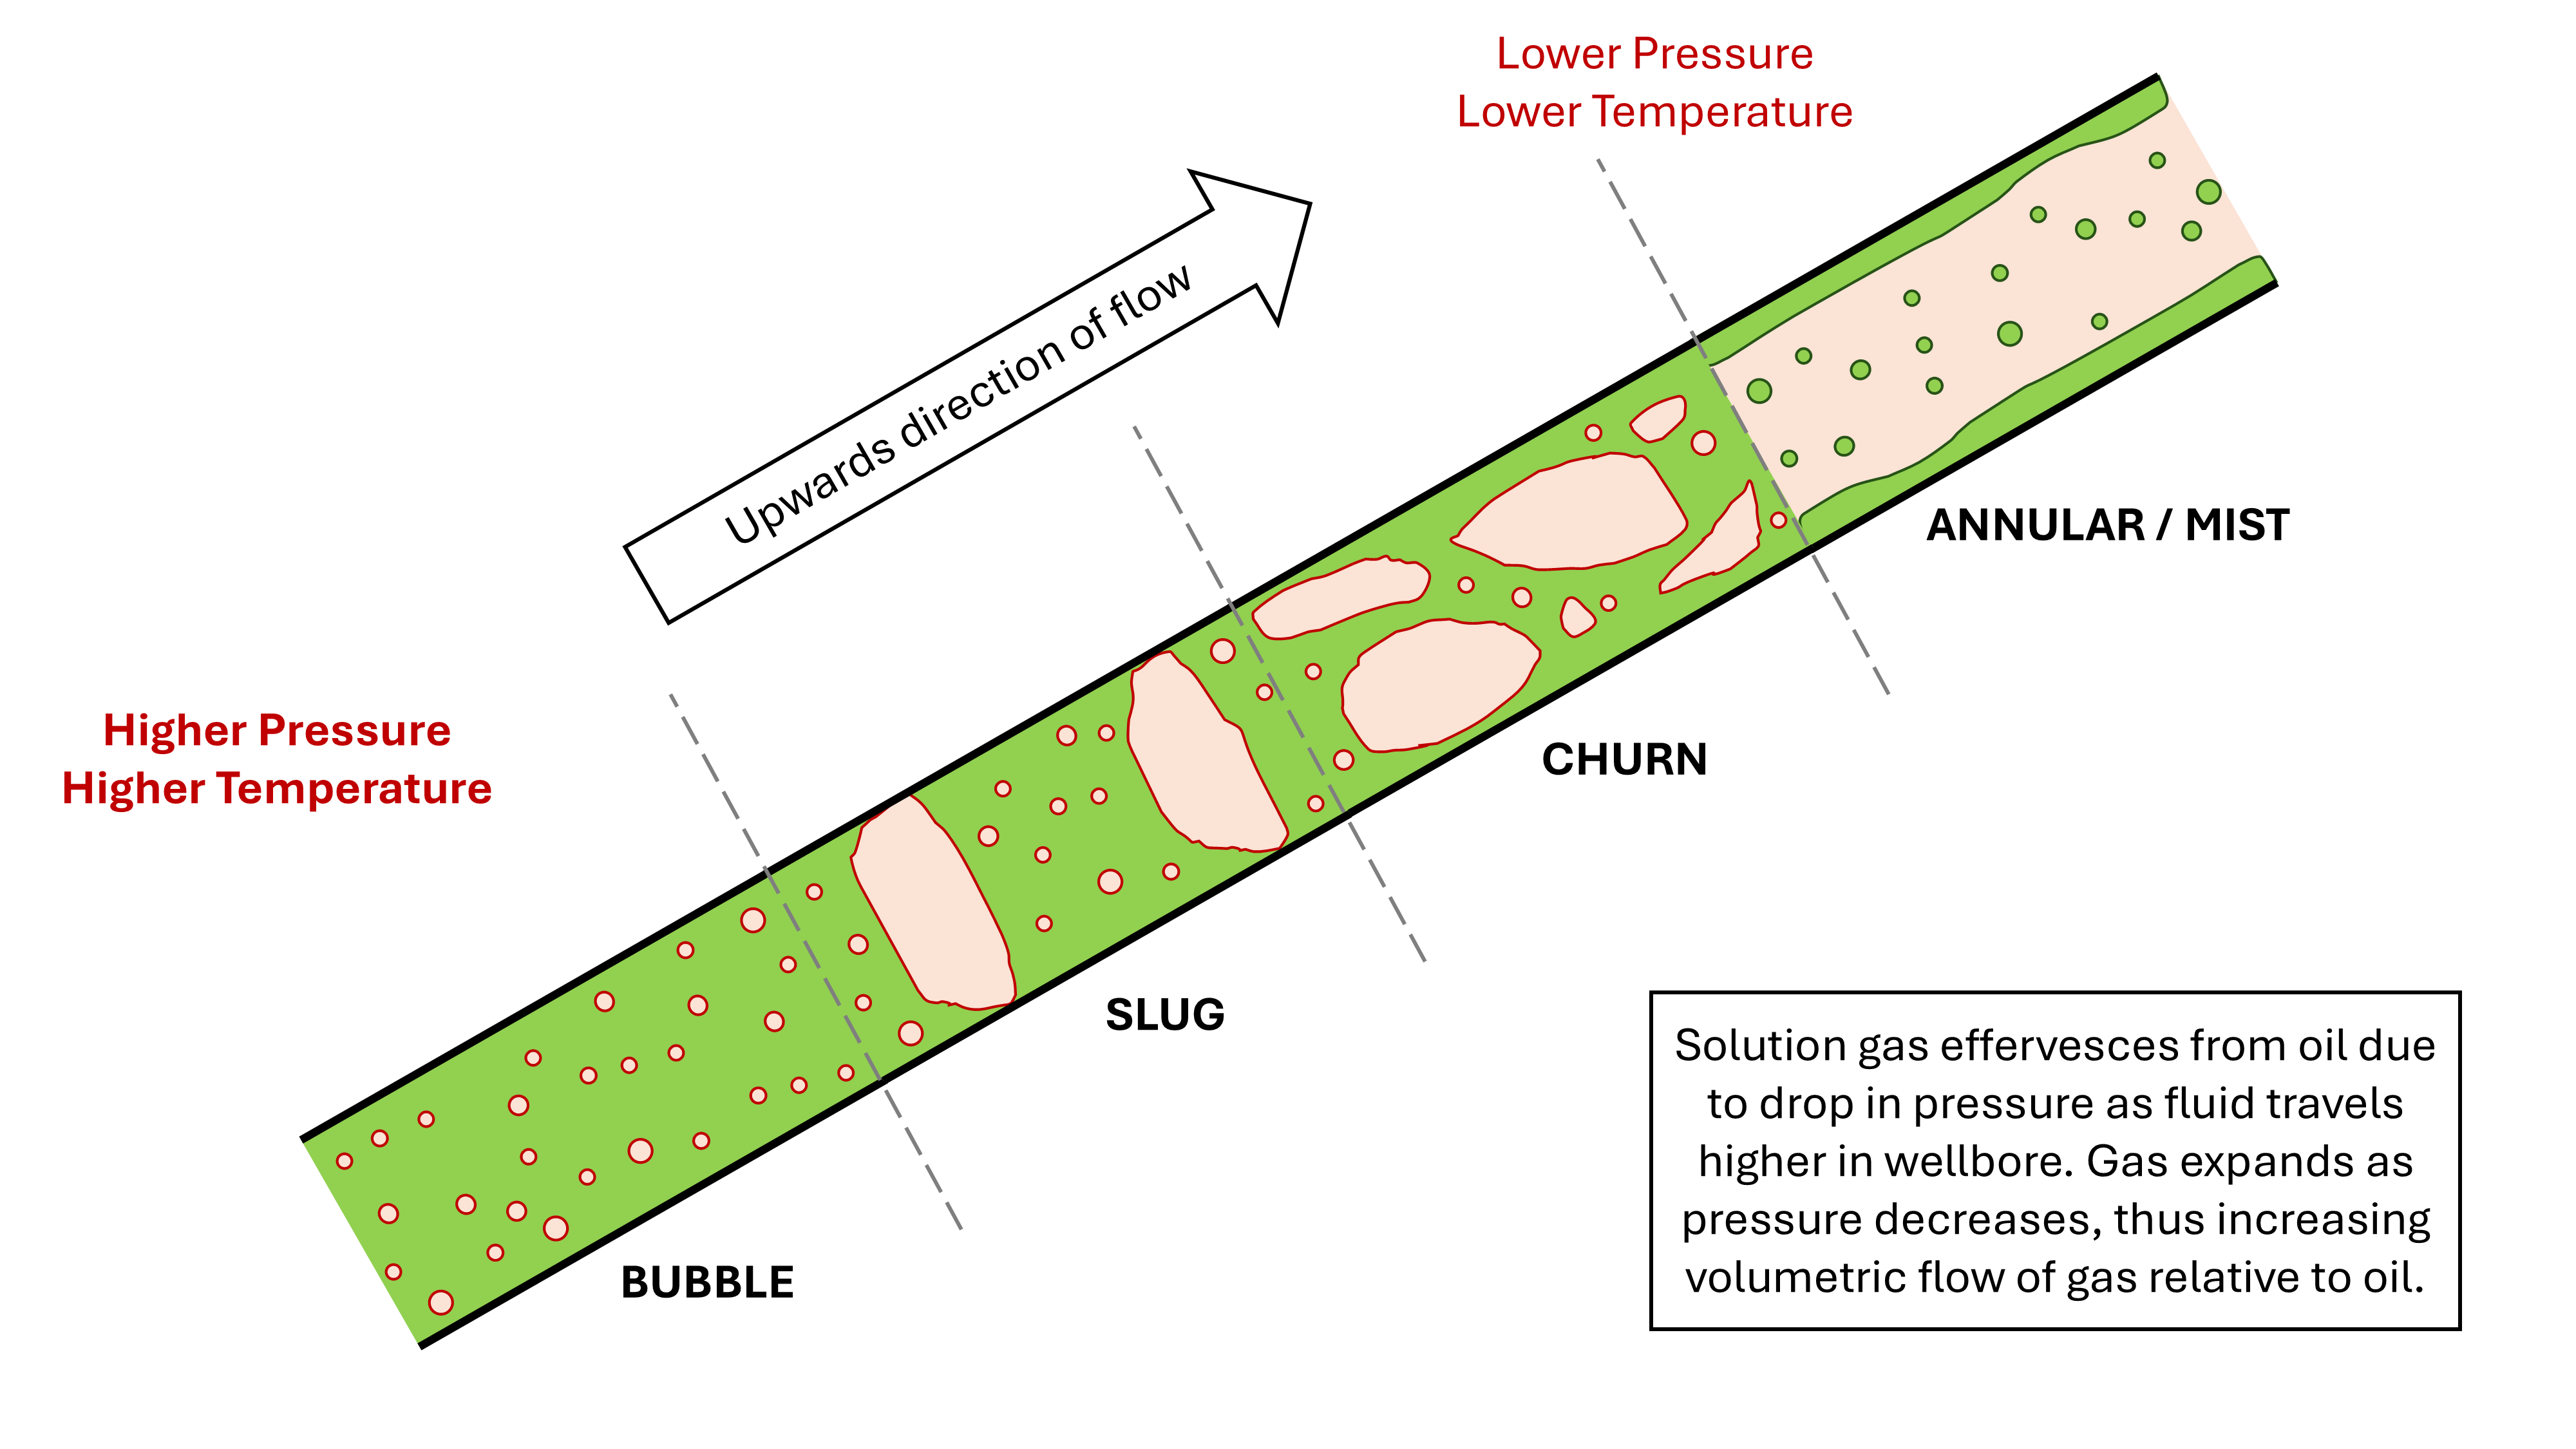 Lower Pressure
Lower Temperature
Upwards direction of flow
ANNULAR / MIST
Higher Pressure
Higher Temperature
CHURN
SLUG
BUBBLE
Solution gas effervesces from oil due
to drop in pressure as fluid travels
higher in wellbore. Gas expands as
pressure decreases, thus increasing
volumetric flow of gas relative to oil.